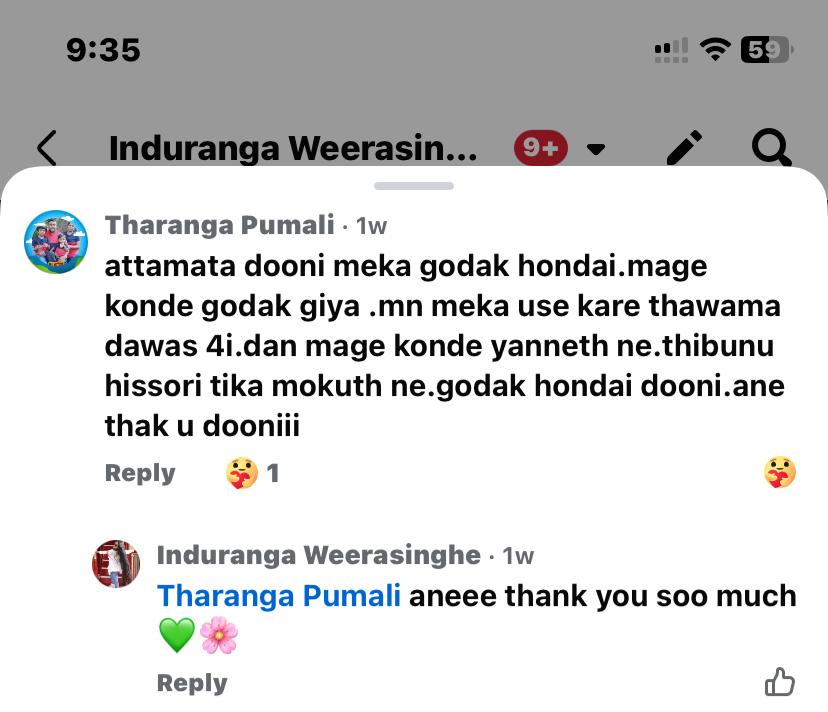 9:35
59
Induranga Weerasin...
9+
Tharanga Pumali · 1w
attamata dooni meka godak hondai.mage
konde godak giya .mn meka use kare thawama
dawas 4i.dan mage konde yanneth ne.thibunu
hissori tika mokuth ne.godak hondai dooni.ane
thak u dooniii
Reply
1
Induranga Weerasinghe · 1w
Tharanga Pumali aneee thank you soo much
💚🌸
Reply